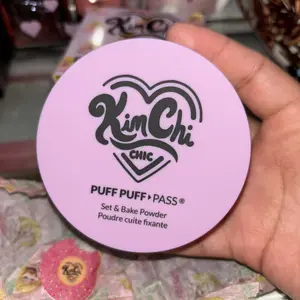 KimChi
CHIC
PUFF PUFF▸PASS®
Set & Bake Powder
Poudre cuite fixante